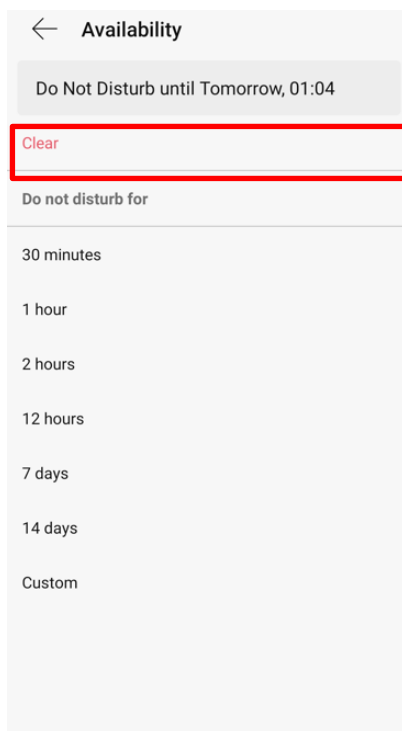 Availability
Do Not Disturb until Tomorrow, 01:04
Clear
Do not disturb for
30 minutes
1 hour
2 hours
12 hours
7 days
14 days
Custom